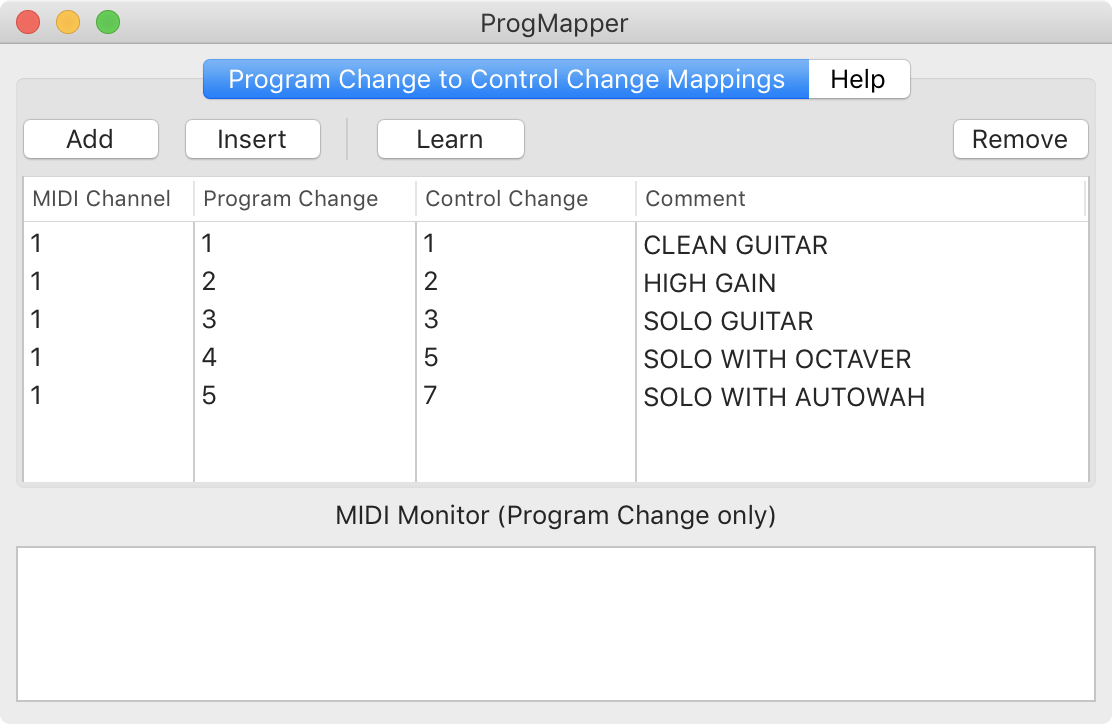 ProgMapper
Program Change to Control Change Mappings Help
Add Insert Learn Remove
MIDI Channel Program Change Control Change Comment
1 1 1 CLEAN GUITAR
1 2 2 HIGH GAIN
1 3 3 SOLO GUITAR
1 4 5 SOLO WITH OCTAVER
1 5 7 SOLO WITH AUTOWAH
MIDI Monitor (Program Change only)